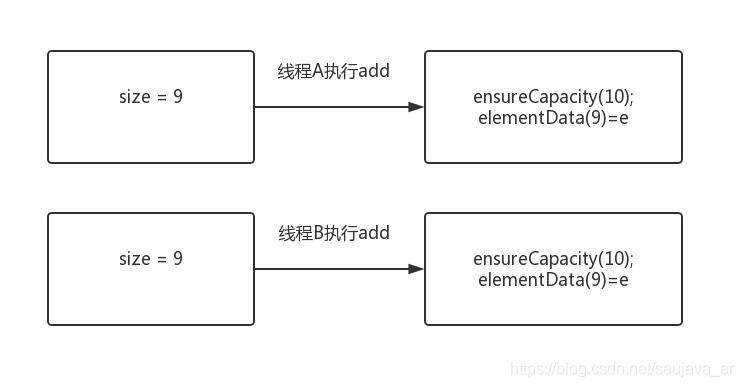 线程A执行add
size = 9
ensureCapacity(10);
elementData(9)=e
线程B执行add
size = 9
ensureCapacity(10);
elementData(9)=e
https://blog.csdn.net/seujava_er